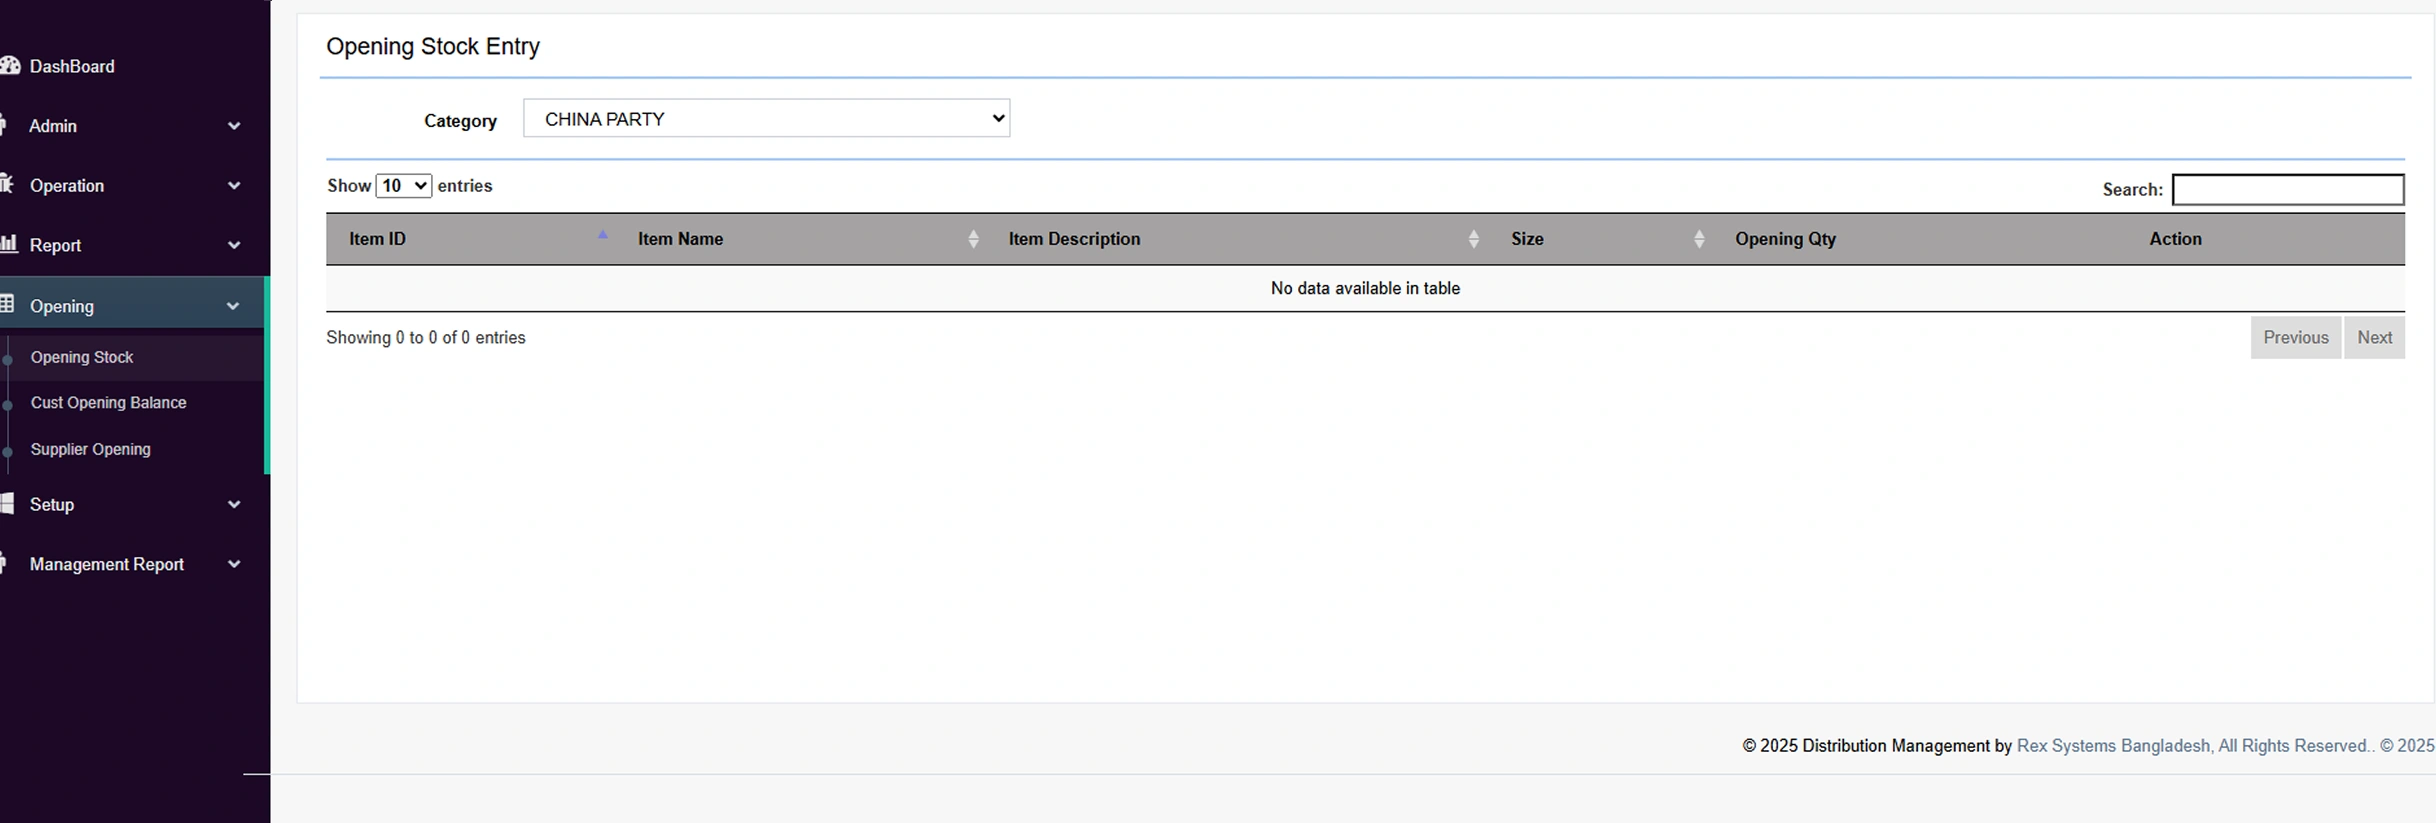 DashBoard
Admin
Operation
Report
Opening
Opening Stock
Cust Opening Balance
Supplier Opening
Setup
Management Report
Opening Stock Entry
Category CHINA PARTY
Show 10 entries
Search:
Item ID Item Name Item Description Size Opening Qty Action
No data available in table
Showing 0 to 0 of 0 entries
Previous Next
© 2025 Distribution Management by Rex Systems Bangladesh, All Rights Reserved.. © 2025